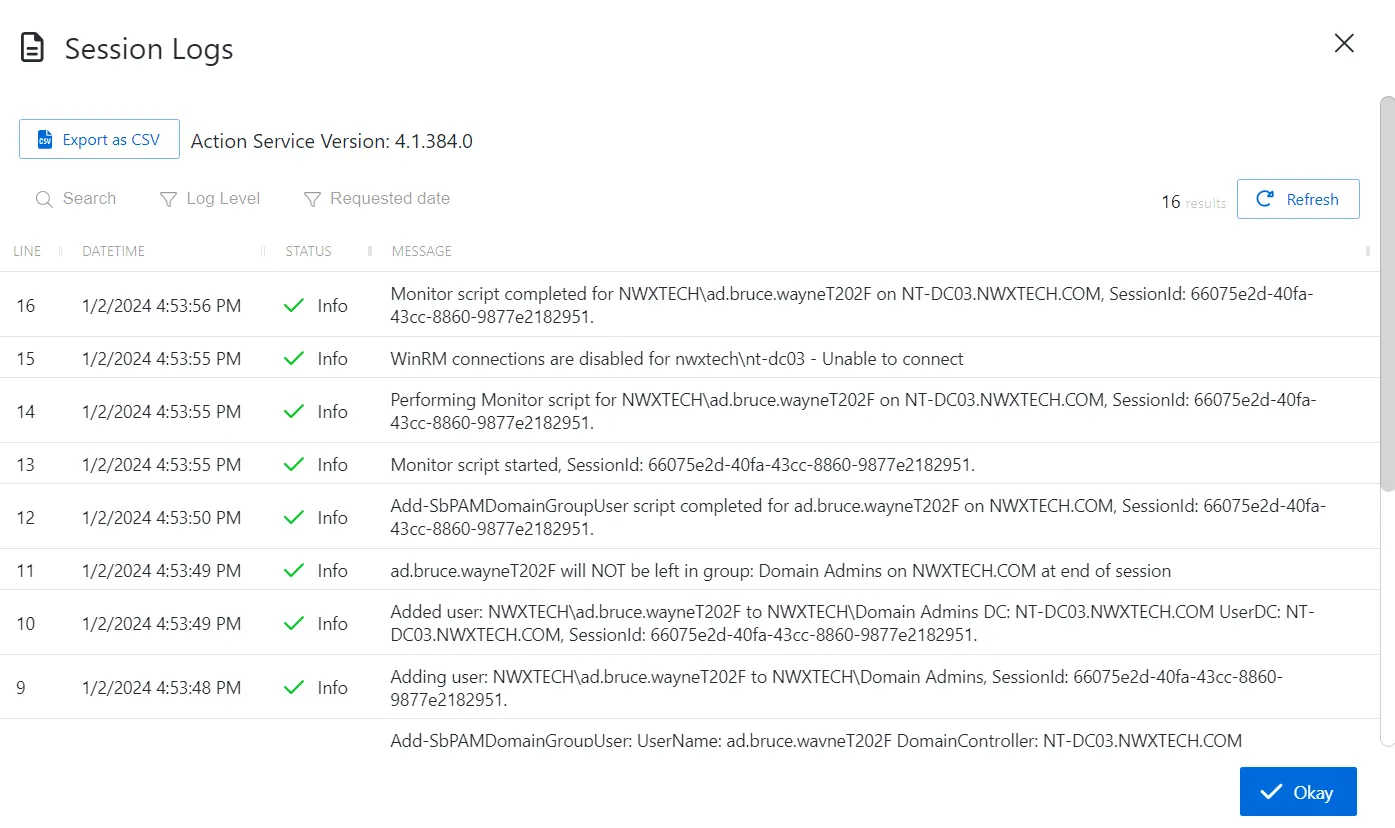 Session Logs
CSV Export as CSV Action Service Version: 4.1.384.0
Search Log Level Requested date 16 results Refresh
LINE DATETIME STATUS MESSAGE
16 1/2/2024 4:53:56 PM Info Monitor script completed for NWXTECH\ad.bruce.wayneT202F on NT-DC03.NWXTECH.COM, SessionId: 66075e2d-40fa-
43cc-8860-9877e2182951.
15 1/2/2024 4:53:55 PM Info WinRM connections are disabled for nwxtech\nt-dc03 - Unable to connect
14 1/2/2024 4:53:55 PM Info Performing Monitor script for NWXTECH\ad.bruce.wayneT202F on NT-DC03.NWXTECH.COM, SessionId: 66075e2d-40fa-
43cc-8860-9877e2182951.
13 1/2/2024 4:53:55 PM Info Monitor script started, SessionId: 66075e2d-40fa-43cc-8860-9877e2182951.
12 1/2/2024 4:53:50 PM Info Add-SbPAMDomainGroupUser script completed for ad.bruce.wayneT202F on NWXTECH.COM, SessionId: 66075e2d-40fa-
43cc-8860-9877e2182951.
11 1/2/2024 4:53:49 PM Info ad.bruce.wayneT202F will NOT be left in group: Domain Admins on NWXTECH.COM at end of session
10 1/2/2024 4:53:49 PM Info Added user: NWXTECH\ad.bruce.wayneT202F to NWXTECH\Domain Admins DC: NT-DC03.NWXTECH.COM UserDC: NT-
DC03.NWXTECH.COM, SessionId: 66075e2d-40fa-43cc-8860-9877e2182951.
9 1/2/2024 4:53:48 PM Info Adding user: NWXTECH\ad.bruce.wayneT202F to NWXTECH\Domain Admins, SessionId: 66075e2d-40fa-43cc-8860-
9877e2182951.
Add-SbPAMDomainGroupUser: UserName: ad.bruce.wayneT202F DomainController: NT-DC03.NWXTECH.COM
Okay